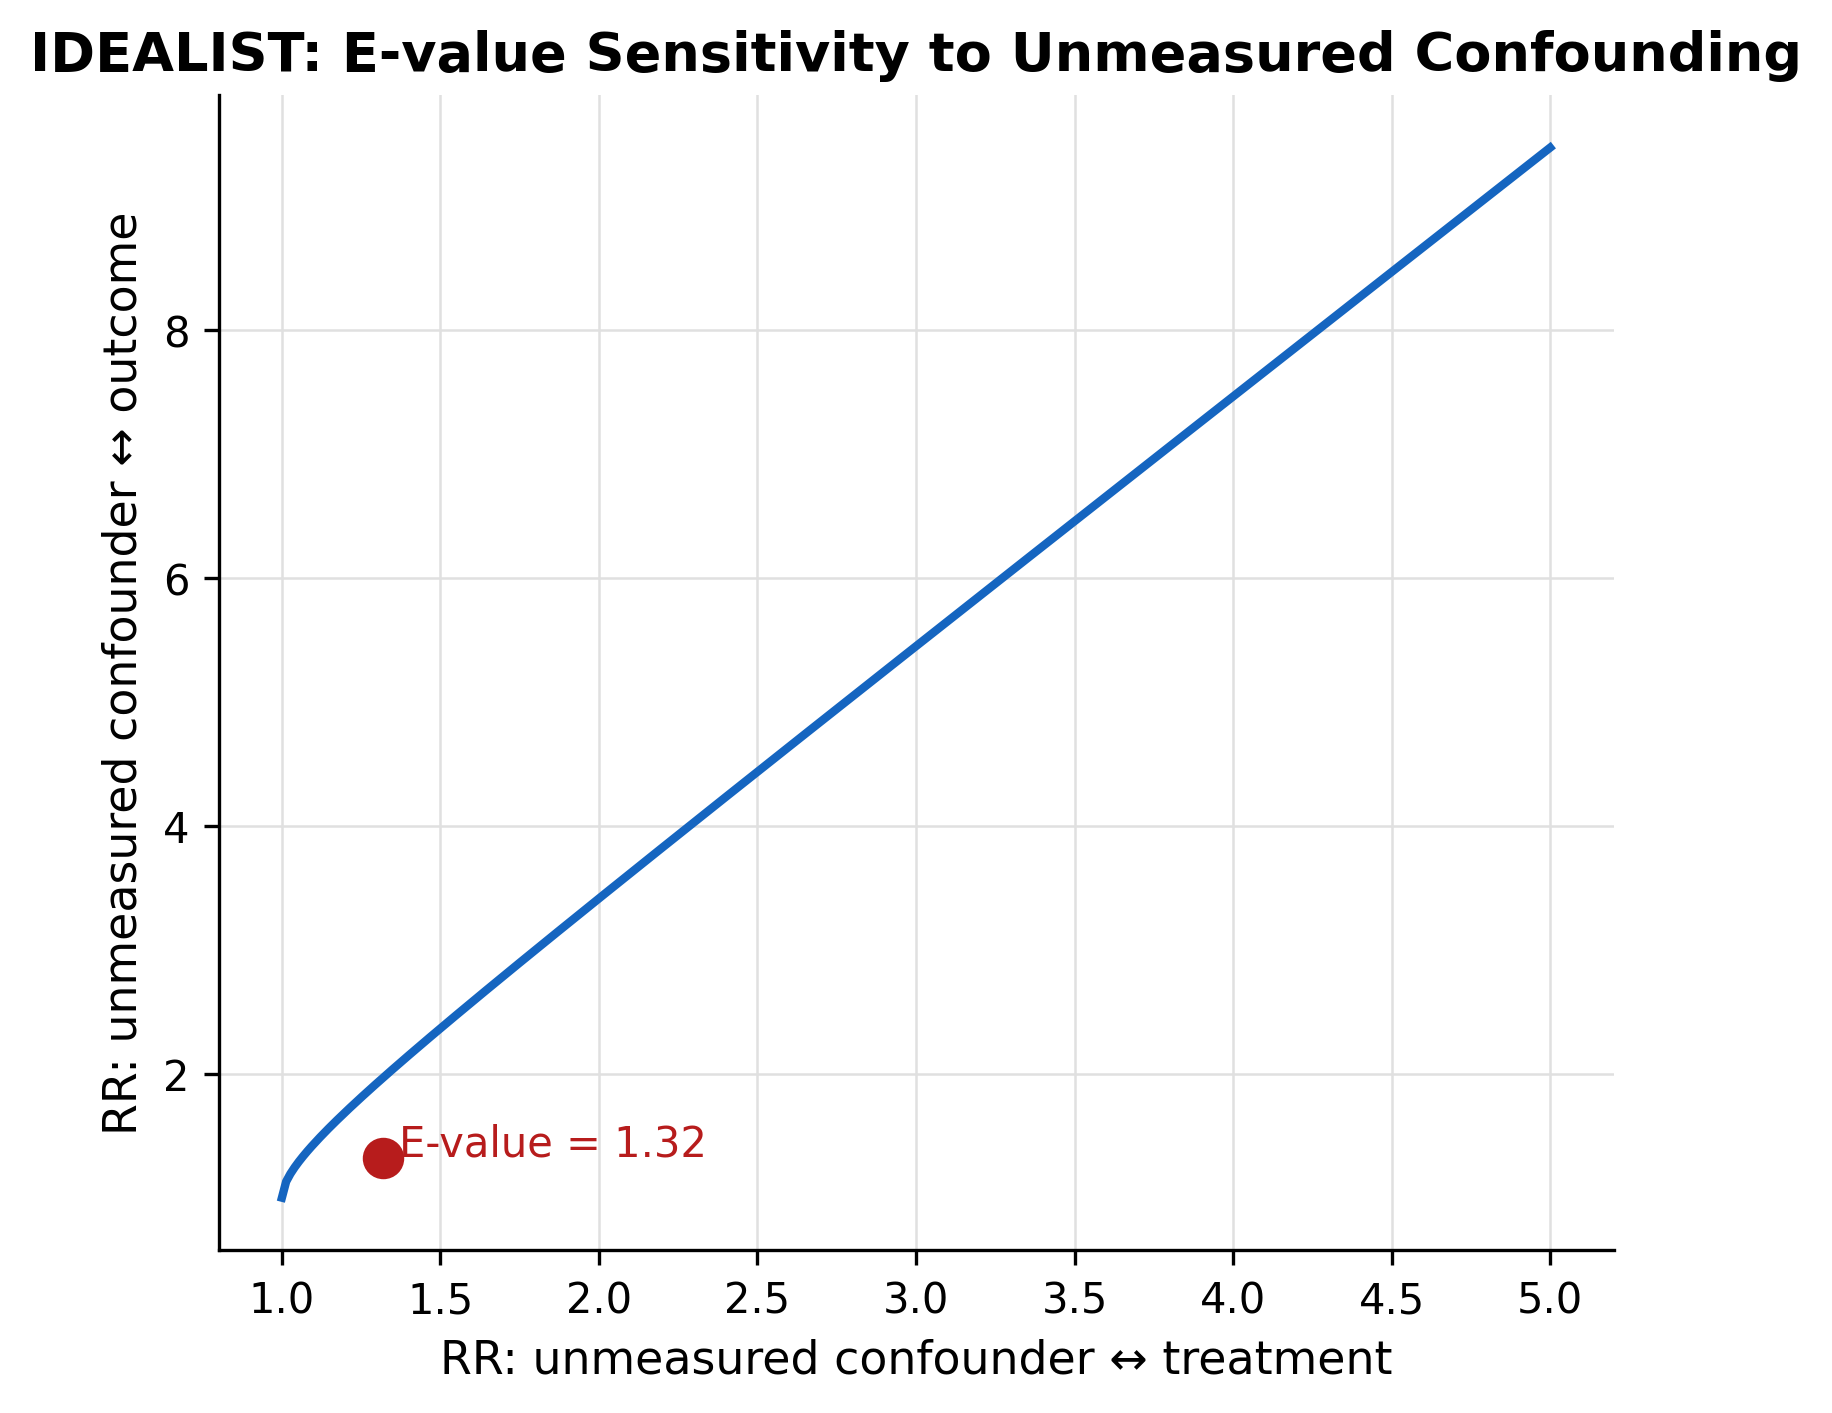 IDEALIST: E-value Sensitivity to Unmeasured Confounding
RR: unmeasured confounder ↔ outcome
8
6
4
2
E-value = 1.32
1.0 1.5 2.0 2.5 3.0 3.5 4.0 4.5 5.0
RR: unmeasured confounder ↔ treatment